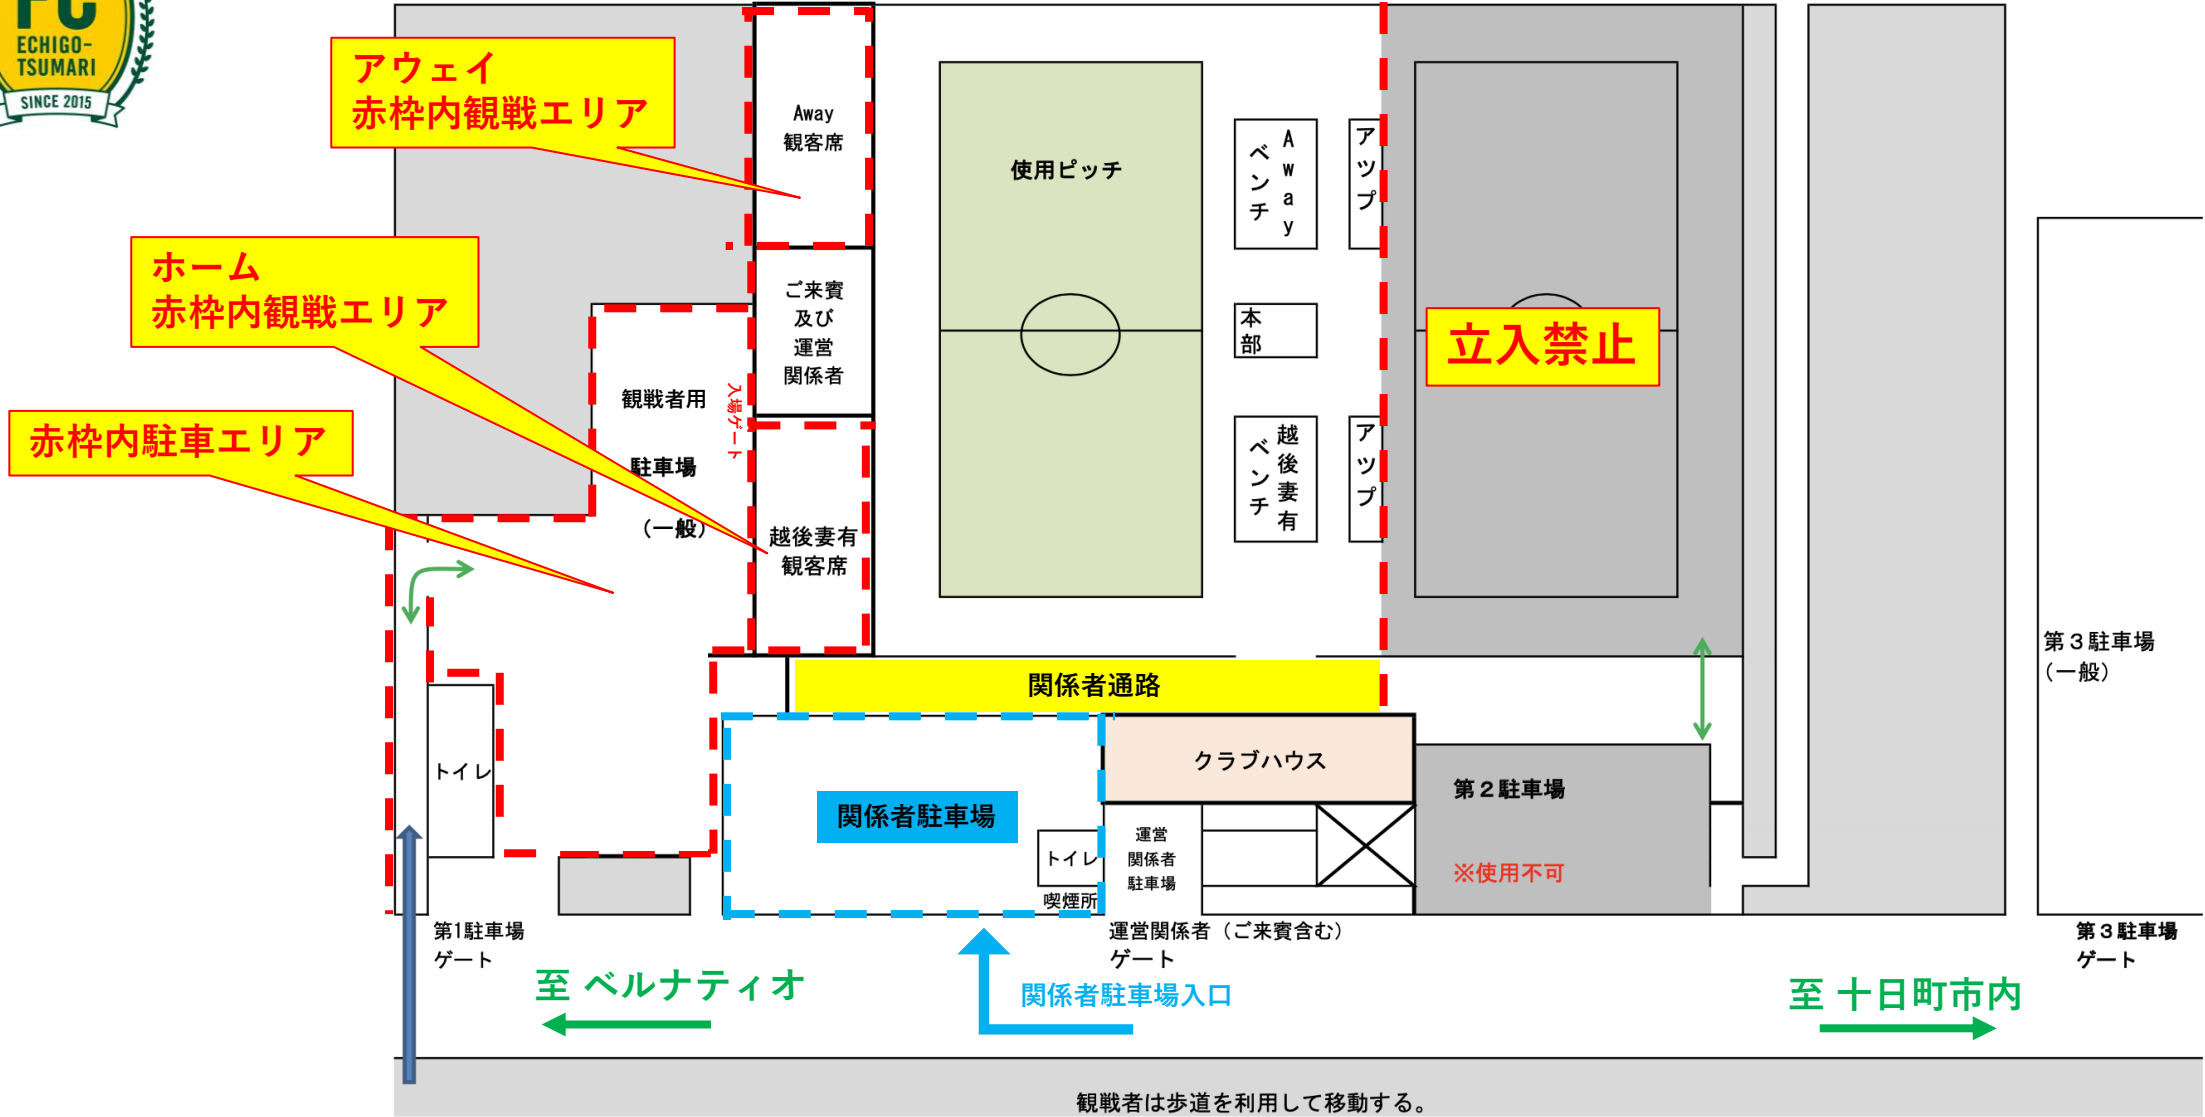 FC
ECHIGO-
TSUMARI
SINCE 2015
アウェイ
赤枠内観戦エリア
ホーム
赤枠内観戦エリア
赤枠内駐車エリア
Away
観客席
ご来賓
及び
運営
関係者
観戦者用
駐車場
(一般)
入場ゲート
越後妻有
観客席
使用ピッチ
Away
ベンチ
アップ
本部
越後妻有
ベンチ
アップ
立入禁止
第３駐車場
(一般)
関係者通路
クラブハウス
トイレ
関係者駐車場
トイレ
喫煙所
運営
関係者
駐車場
第２駐車場
※使用不可
第1駐車場
ゲート
運営関係者（ご来賓含む）
ゲート
第３駐車場
ゲート
至 ベルナティオ
関係者駐車場入口
至 十日町市内
観戦者は歩道を利用して移動する。